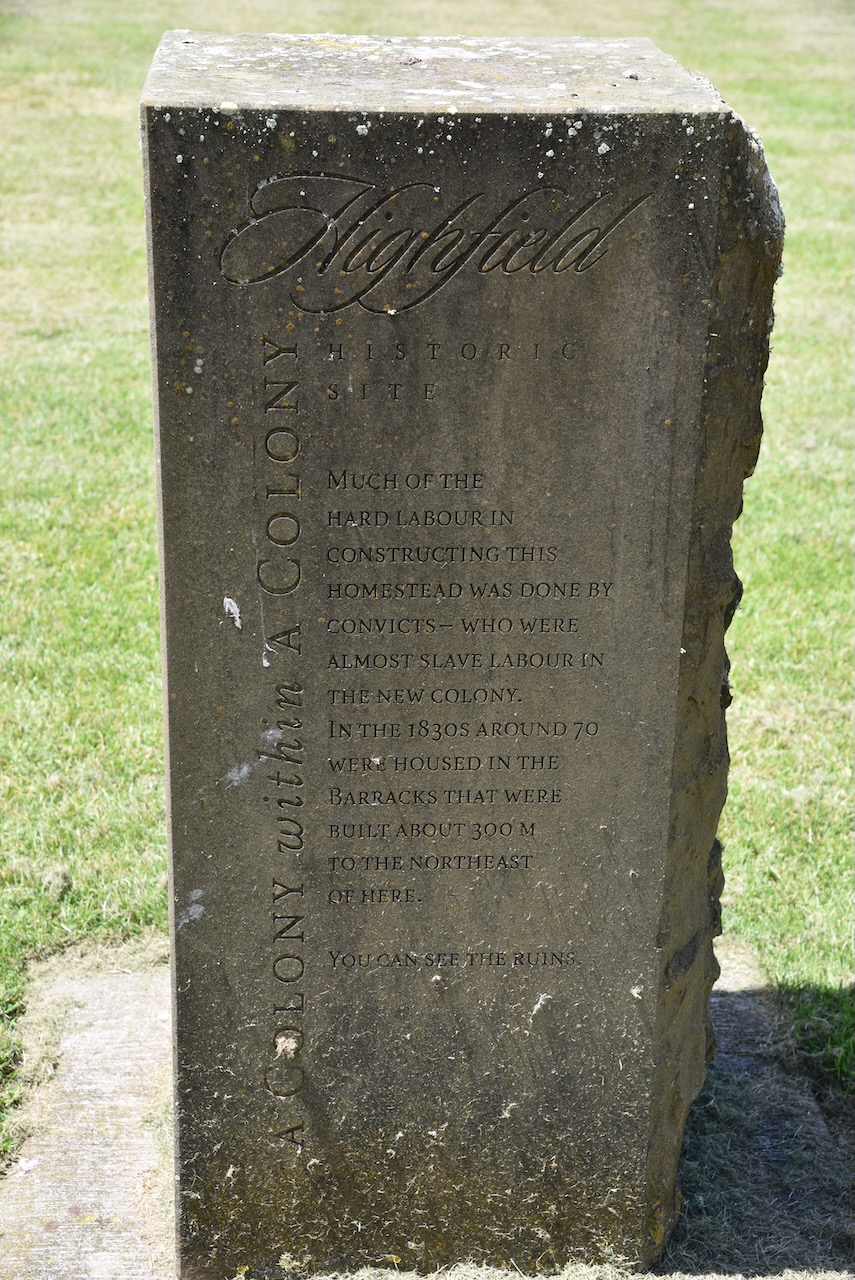 Highfield
HISTORIC
SITE
A COLONY within A COLONY
MUCH OF THE
HARD LABOUR IN
CONSTRUCTING THIS
HOMESTEAD WAS DONE BY
CONVICTS– WHO WERE
ALMOST SLAVE LABOUR IN
THE NEW COLONY.
IN THE 1830S AROUND 70
WERE HOUSED IN THE
BARRACKS THAT WERE
BUILT ABOUT 300 M
TO THE NORTHEAST
OF HERE.
YOU CAN SEE THE RUINS.